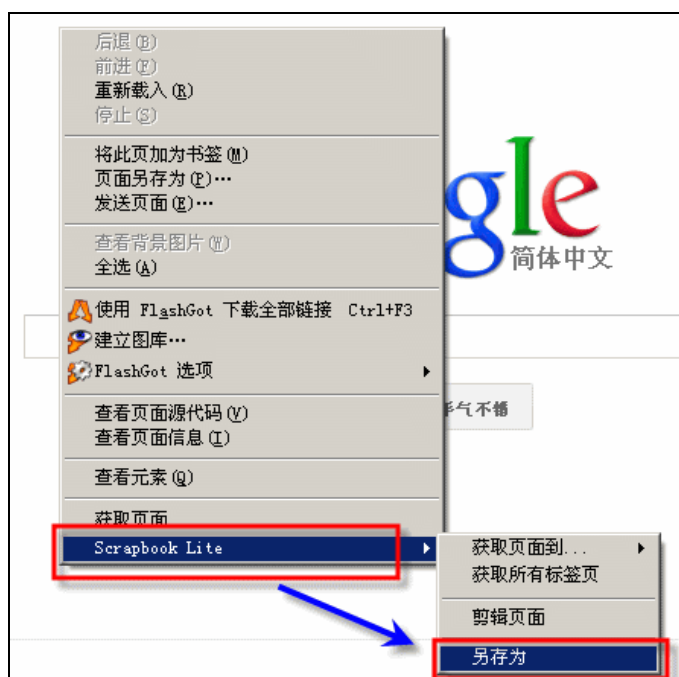 后退(B)
前进(F)
重新载入(R)
停止(S)
将此页加为书签(M)
页面另存为(P)…
发送页面(E)…
查看背景图片(W)
全选(A)
gle
简体中文
使用 FlashGot 下载全部链接 Ctrl+F3
建立图库…
FlashGot 选项
气不错
查看页面源代码(V)
查看页面信息(I)
查看元素(Q)
获取页面
Scrapbook Lite
获取页面到...
获取所有标签页
剪辑页面
另存为